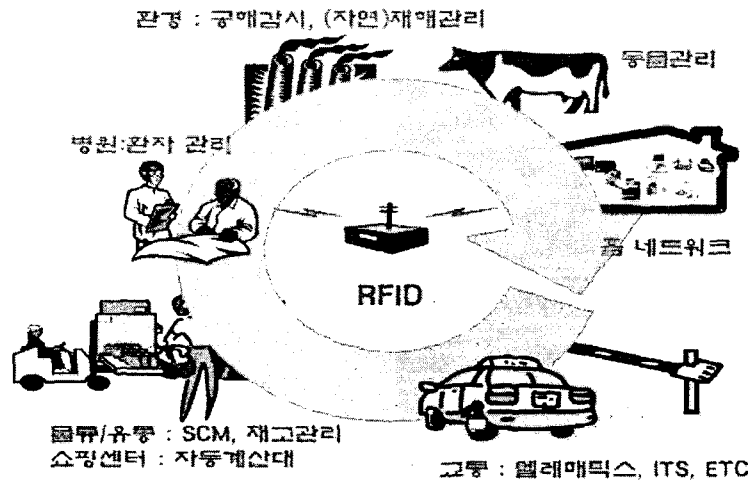 환경 : 공해감시, (자연)재해관리
동물관리
병원:환자 관리
홈 네트워크
RFID
물류/유통 : SCM, 재고관리
쇼핑센터 : 자동계산대
교통 : 텔레매틱스, ITS, ETC